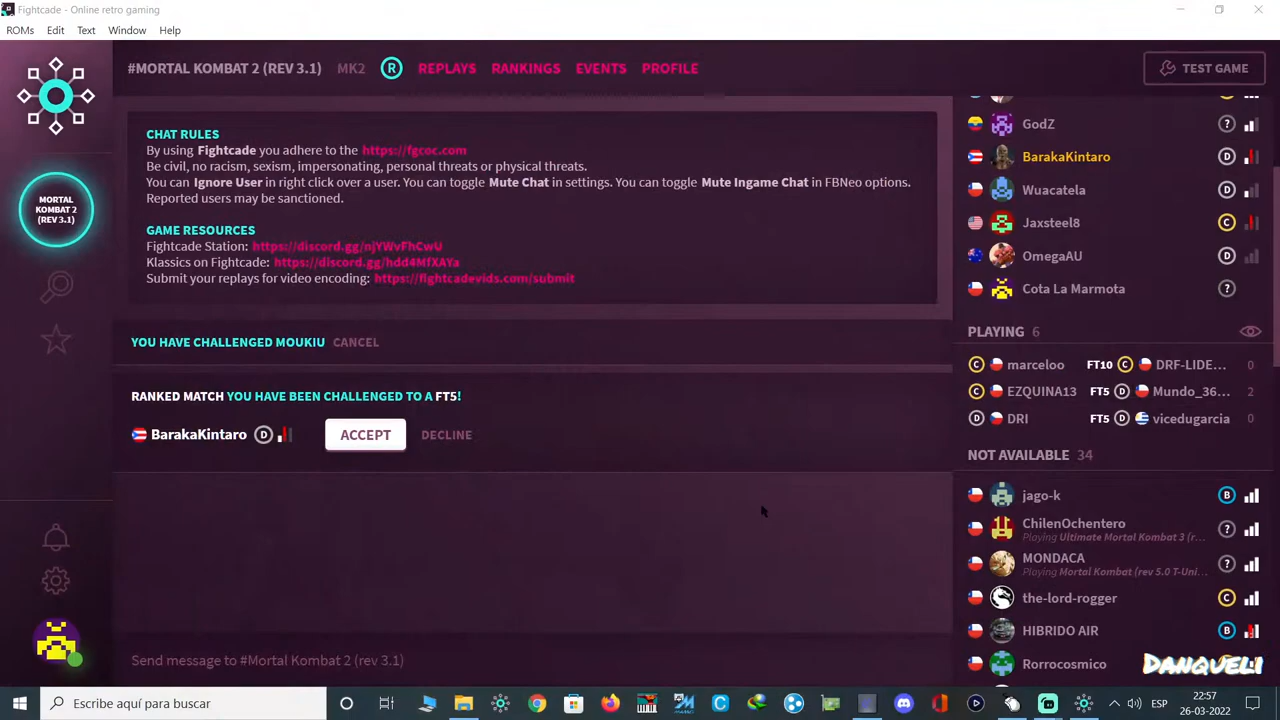 Fightcade - Online retro gaming
ROMs Edit Text Window Help
#MORTAL KOMBAT 2 (REV 3.1) MK2 R REPLAYS RANKINGS EVENTS PROFILE
TEST GAME
MORTAL
KOMBAT 2
(REV 3.1)
CHAT RULES
By using Fightcade you adhere to the https://fgcoc.com
Be civil, no racism, sexism, impersonating, personal threats or physical threats.
You can Ignore User in right click over a user. You can toggle Mute Chat in settings. You can toggle Mute Ingame Chat in FBNeo options.
Reported users may be sanctioned.
GAME RESOURCES
Fightcade Station: https://discord.gg/njYWvFhCwU
Klassics on Fightcade: https://discord.gg/hdd4MfXAYa
Submit your replays for video encoding: https://fightcadevids.com/submit
YOU HAVE CHALLENGED MOUKIU CANCEL
RANKED MATCH YOU HAVE BEEN CHALLENGED TO A FT5!
BarakaKintaro D ACCEPT DECLINE
Send message to #Mortal Kombat 2 (rev 3.1)
GodZ ?
BarakaKintaro D
Wuacatela D
Jaxsteel8 C
OmegaAU D
Cota La Marmota ?
PLAYING 6
C marceloo FT10 C DRF-LIDE... 0
C EZQUINA13 FT5 D Mundo_36... 2
D DRI FT5 D vicedugarcia 0
NOT AVAILABLE 34
jago-k B
ChilenOchentero ?
Playing Ultimate Mortal Kombat 3 (r...
MONDACA ?
Playing Mortal Kombat (rev 5.0 T-Uni...
the-lord-rogger C
HIBRIDO AIR B
Rorrocosmico
DANQUELI
Escribe aquí para buscar
ESP
22:57
26-03-2022